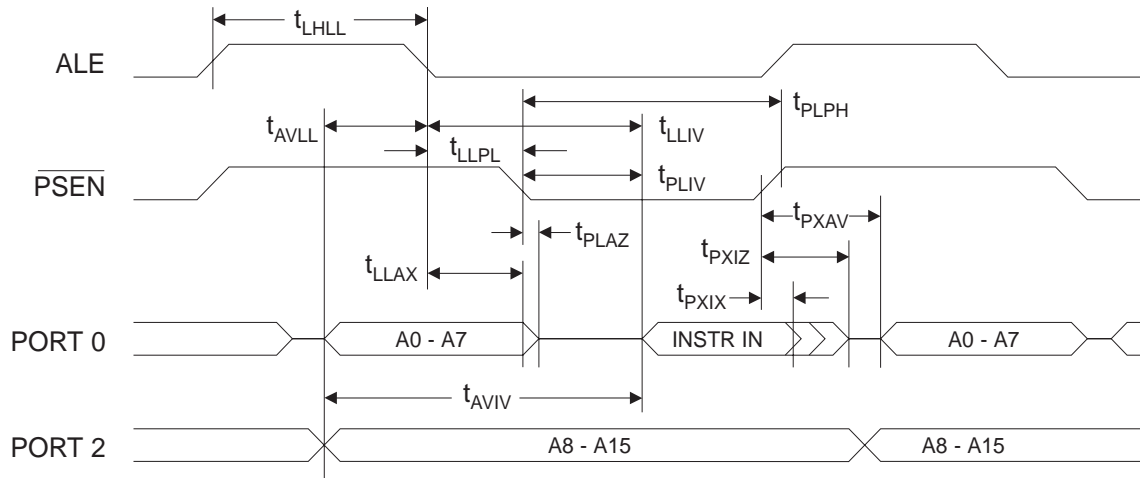 tLHLL
ALE
tPLPH
tAVLL
tLLIV
tLLPL
PSEN
tPLIV
tPXAV
tPLAZ
tPXIZ
tLLAX
tPXIX
PORT 0
A0 - A7
INSTR IN
A0 - A7
tAVIV
PORT 2
A8 - A15
A8 - A15